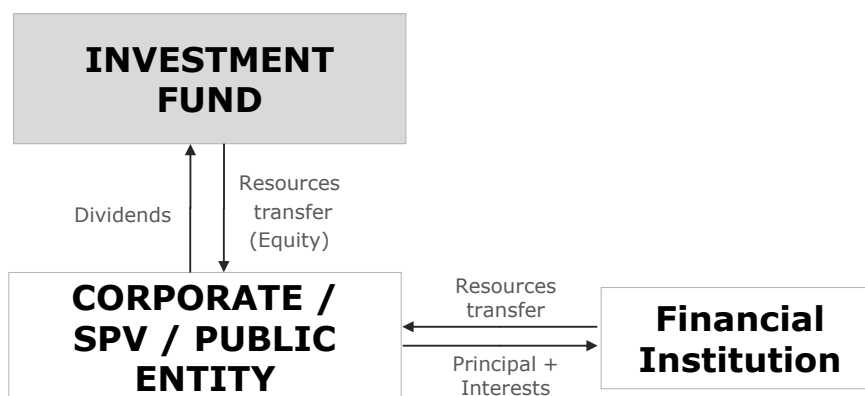 INVESTMENT
FUND
Dividends
Resources
transfer
(Equity)
CORPORATE /
SPV / PUBLIC
ENTITY
Resources
transfer
Principal +
Interests
Financial
Institution